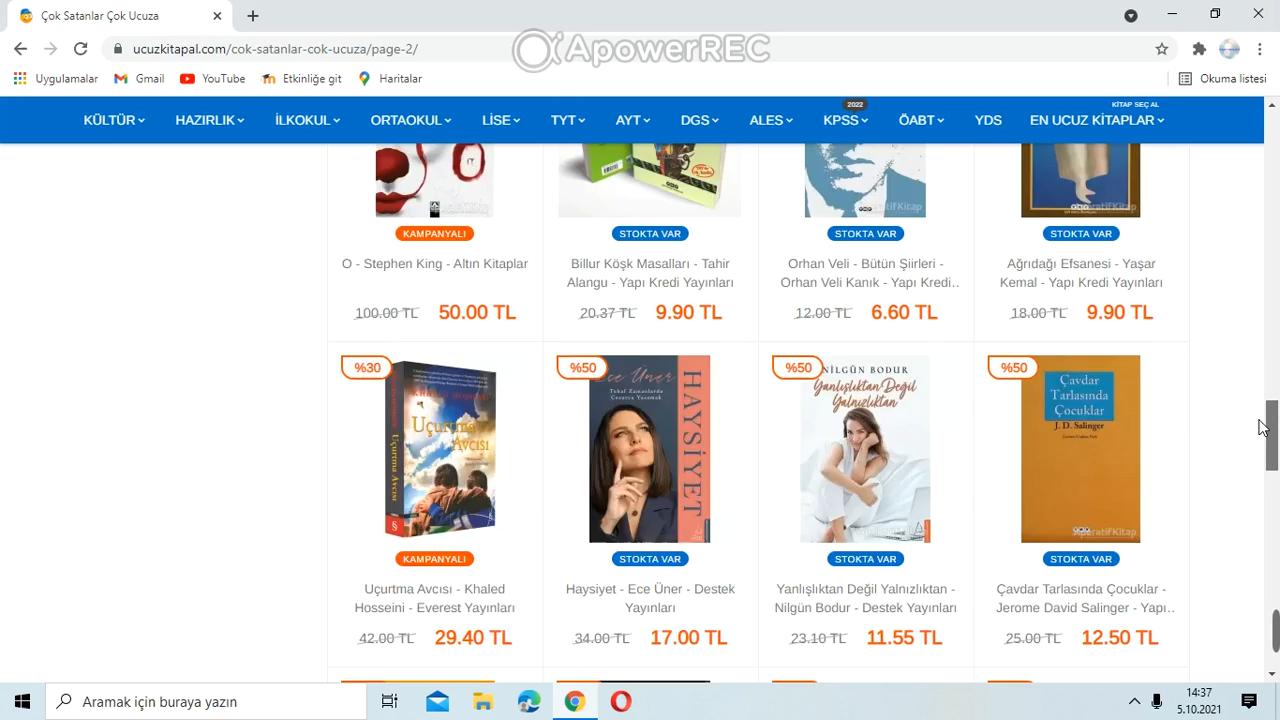 Çok Satanlar Çok Ucuza
ucuzkitapal.com/cok-satanlar-cok-ucuza/page-2/
ApowerREC
Uygulamalar Gmail YouTube Etkinliğe git Haritalar Okuma listesi
KİTAP SEÇ AL
2022
KÜLTÜR HAZIRLIK İLKOKUL ORTAOKUL LİSE TYT AYT DGS ALES KPSS ÖABT YDS EN UCUZ KİTAPLAR
KAMPANYALI STOKTA VAR STOKTA VAR STOKTA VAR
O - Stephen King - Altın Kitaplar
Billur Köşk Masalları - Tahir
Alangu - Yapı Kredi Yayınları
Orhan Veli - Bütün Şiirleri -
Orhan Veli Kanık - Yapı Kredi..
Ağrıdağı Efsanesi - Yaşar
Kemal - Yapı Kredi Yayınları
100.00 TL 50.00 TL 20.37 TL 9.90 TL 12.00 TL 6.60 TL 18.00 TL 9.90 TL
%30 %50 %50 %50
Uçurtma
Avcısı
Uçurtma Avcısı
Ece Üner
Tuhaf Zamanlarda
Cesurca Yaşamak
HAYSİYET
NİLGÜN BODUR
Yanlışlıktan Değil
Yalnızlıktan
Çavdar
Tarlasında
Çocuklar
J. D. Salinger
KAMPANYALI STOKTA VAR STOKTA VAR STOKTA VAR
Uçurtma Avcısı - Khaled
Hosseini - Everest Yayınları
Haysiyet - Ece Üner - Destek
Yayınları
Yanlışlıktan Değil Yalnızlıktan -
Nilgün Bodur - Destek Yayınları
Çavdar Tarlasında Çocuklar -
Jerome David Salinger - Yapı..
42.00 TL 29.40 TL 34.00 TL 17.00 TL 23.10 TL 11.55 TL 25.00 TL 12.50 TL
Aramak için buraya yazın
14:37
5.10.2021